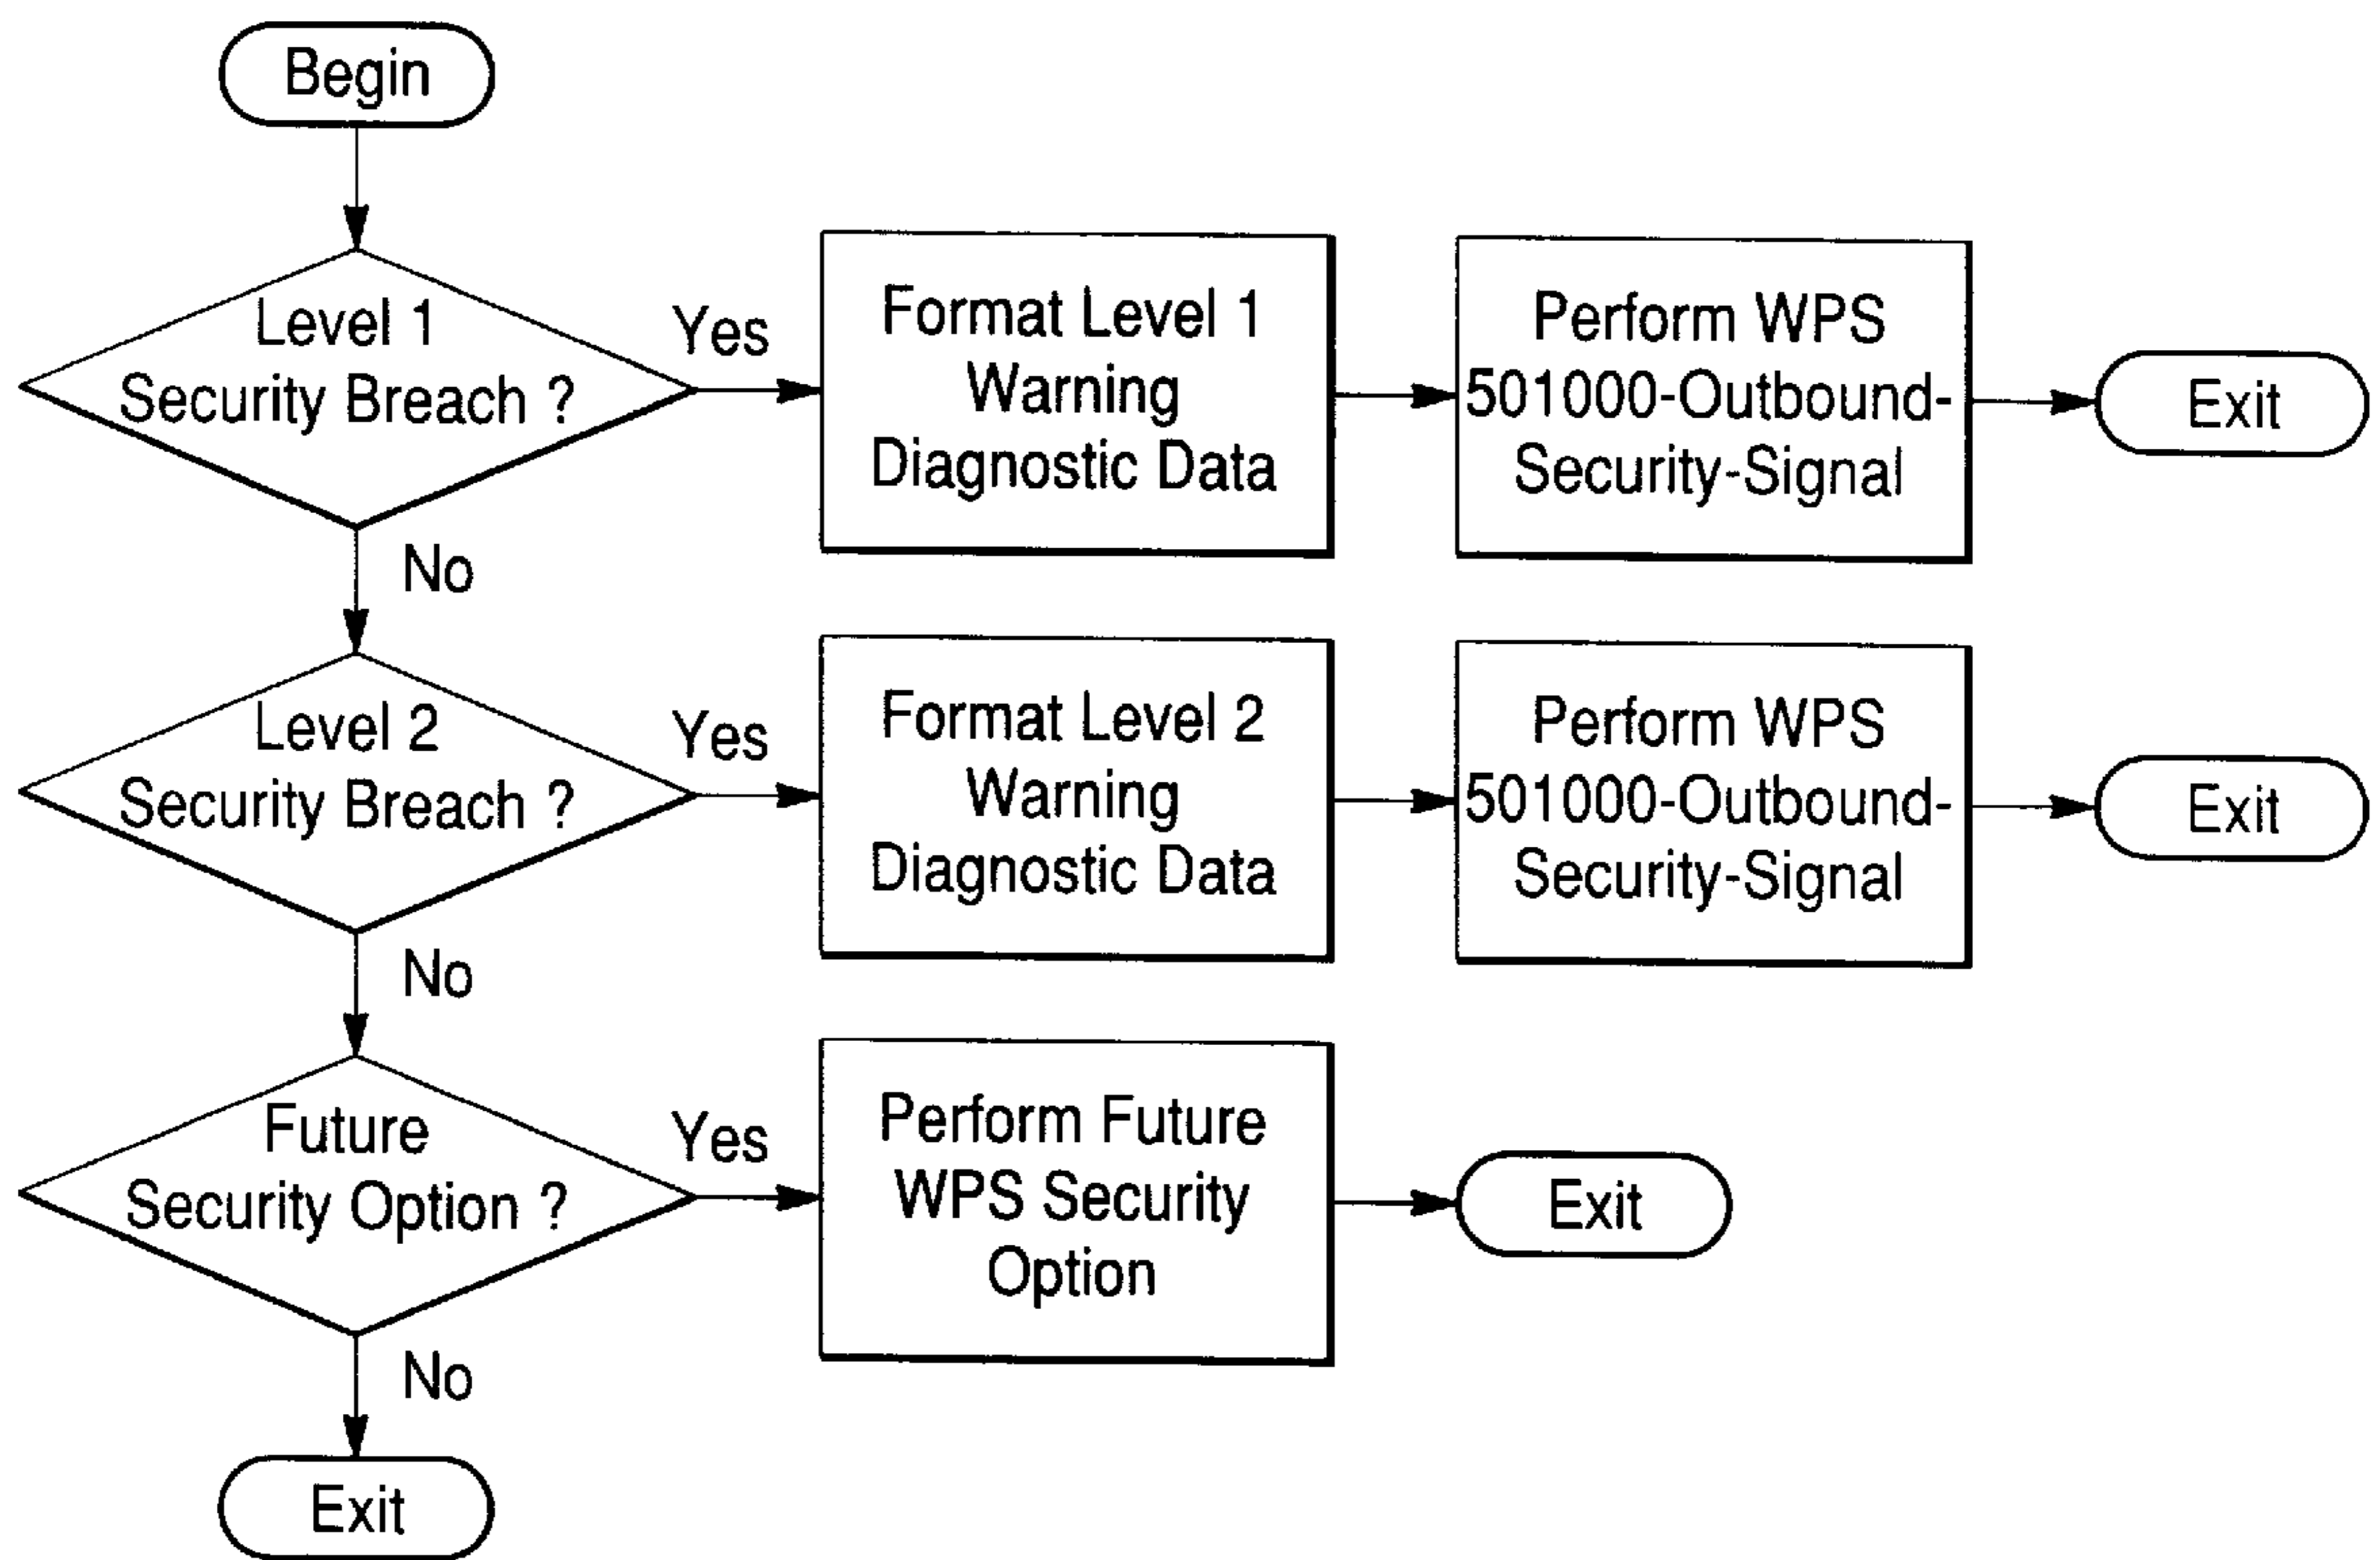 Begin
Level 1
Security Breach ?
Yes
Format Level 1
Warning
Diagnostic Data
Perform WPS
501000-Outbound-
Security-Signal
Exit
No
Level 2
Security Breach ?
Yes
Format Level 2
Warning
Diagnostic Data
Perform WPS
501000-Outbound-
Security-Signal
Exit
No
Future
Security Option ?
Yes
Perform Future
WPS Security
Option
Exit
No
Exit